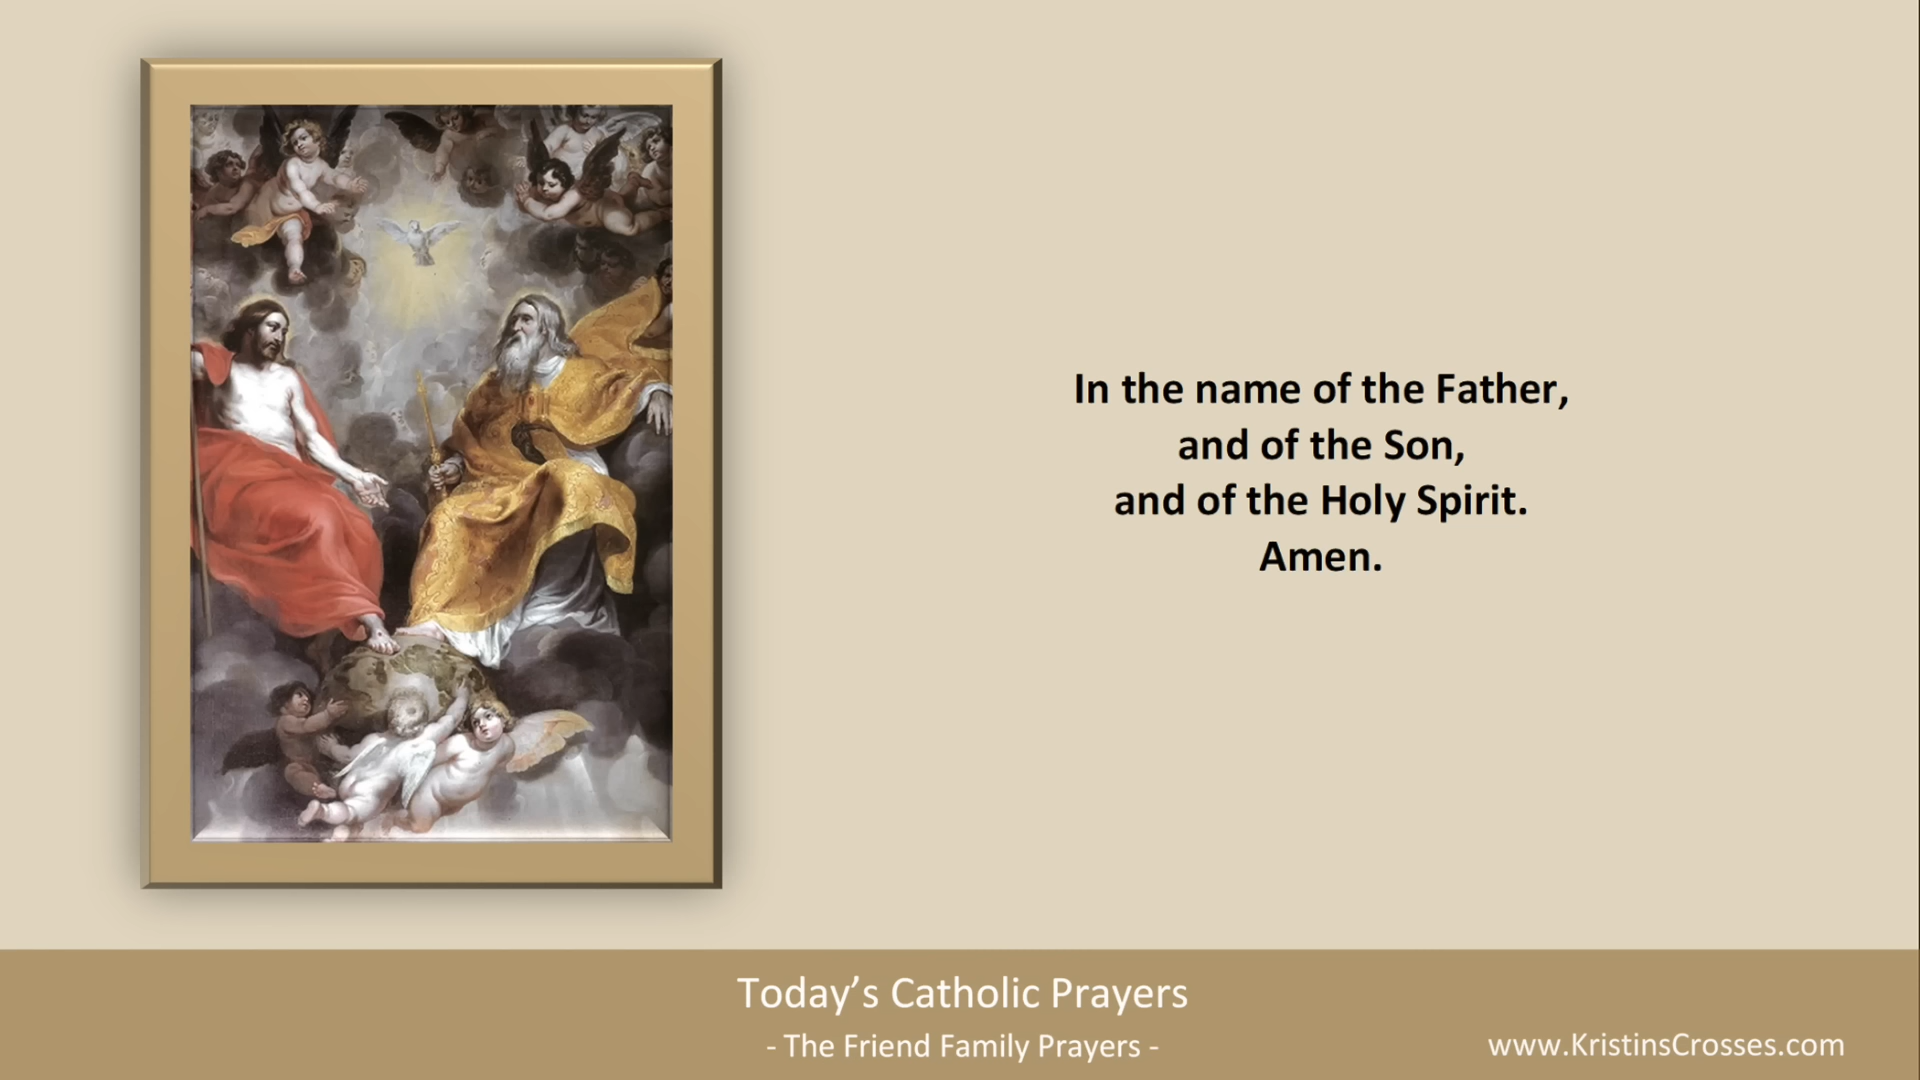 In the name of the Father,
and of the Son,
and of the Holy Spirit.
Amen.
Today’s Catholic Prayers
- The Friend Family Prayers -
www.KristinsCrosses.com